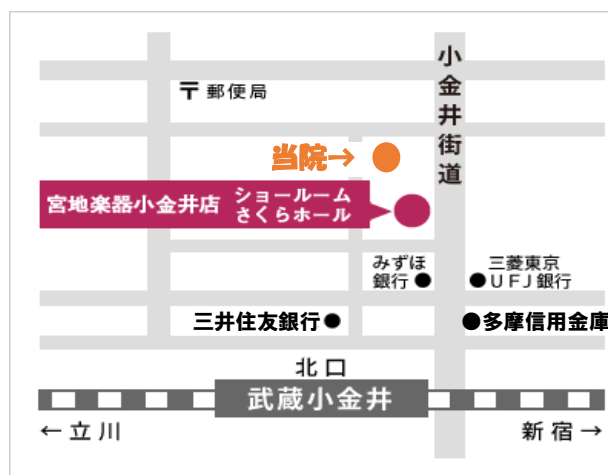 小金井街道
〒 郵便局
当院→
宮地楽器小金井店
ショールーム
さくらホール
みずほ
銀行●
三菱東京
●UFJ銀行
三井住友銀行●
●多摩信用金庫
北口
武蔵小金井
←立川
新宿→